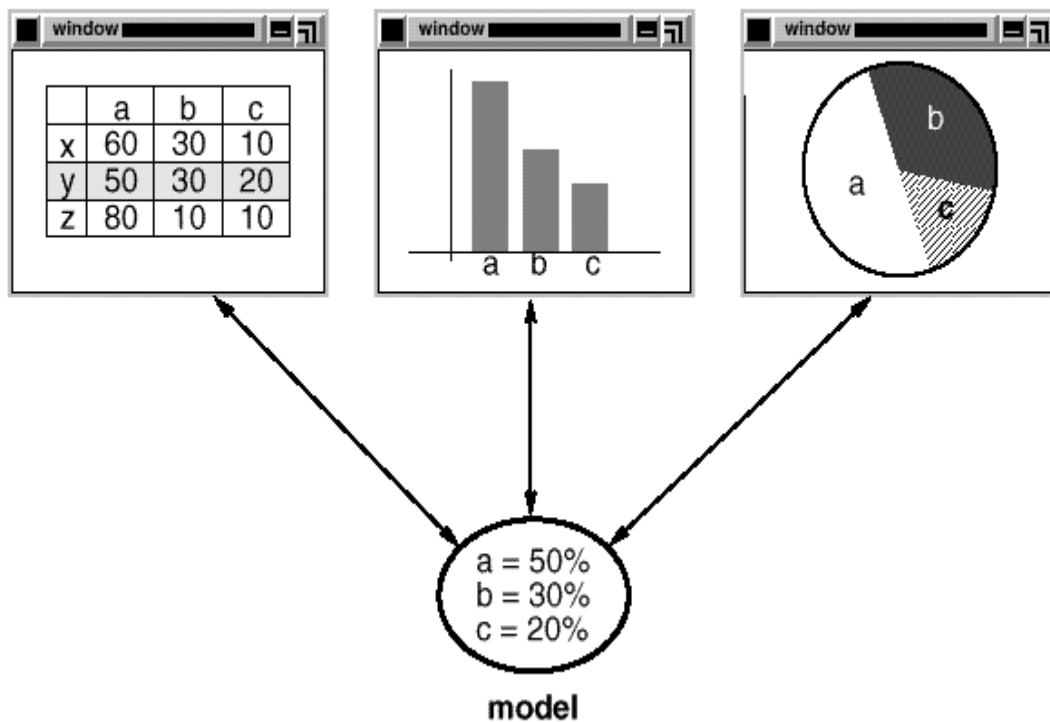 window
a b c
x 60 30 10
y 50 30 20
z 80 10 10
window
a b c
window
b
a
c
a = 50%
b = 30%
c = 20%
model